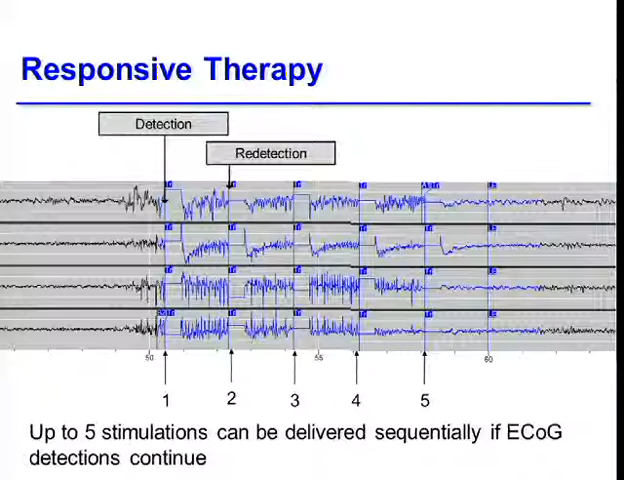 Responsive Therapy
Detection
Redetection
50 55 60
1 2 3 4 5
Up to 5 stimulations can be delivered sequentially if ECoG
detections continue